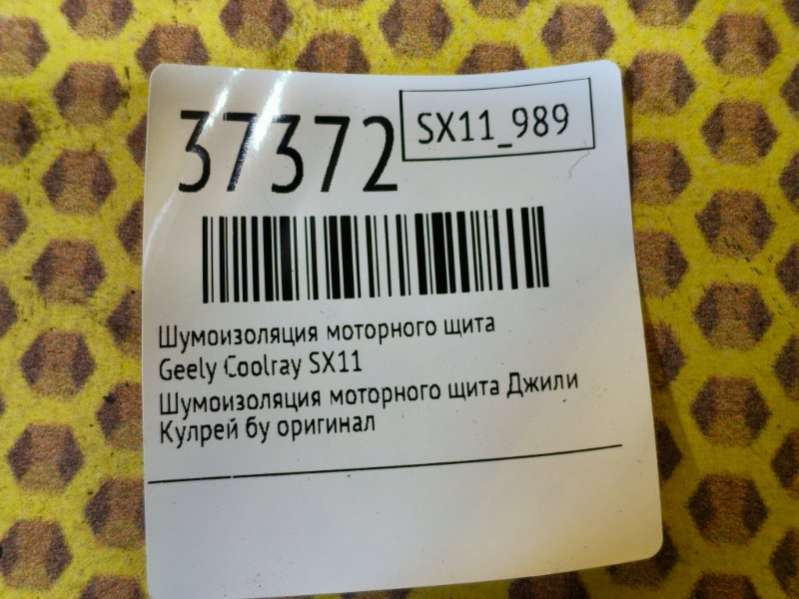 37372
SX11_989
Шумоизоляция моторного щита
Geely Coolray SX11
Шумоизоляция моторного щита Джили
Кулрей бу оригинал